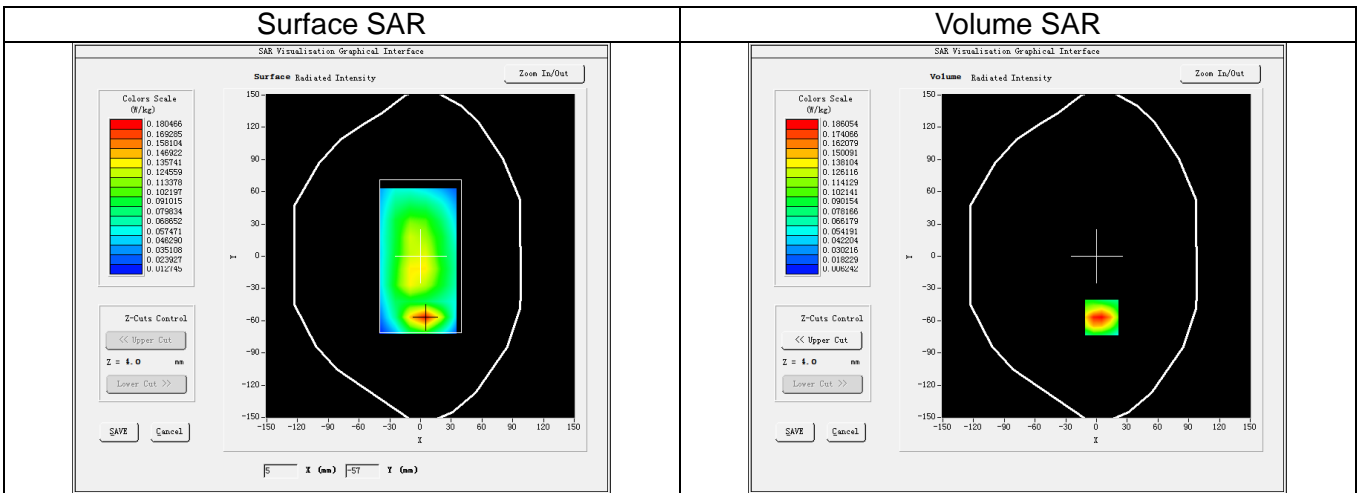 Surface SAR
SAR Visualisation Graphical Interface
Surface Radiated Intensity
Zoom In/Out
Colors Scale
(W/kg)
0.180466
0.169285
0.158104
0.146922
0.135741
0.124559
0.113378
0.102197
0.091015
0.079834
0.068652
0.057471
0.046290
0.035108
0.023927
0.012745
Z-Cuts Control
<< Upper Cut
Z = 4.0 mm
Lower Cut >>
SAVE Cancel
150
120
90
60
30
0
-30
-60
-90
-120
-150
Y
-150 -120 -90 -60 -30 0 30 60 90 120 150
X
5 X (mm) -57 Y (mm)
Volume SAR
SAR Visualisation Graphical Interface
Volume Radiated Intensity
Zoom In/Out
Colors Scale
(W/kg)
0.186054
0.174066
0.162079
0.150091
0.138104
0.126116
0.114129
0.102141
0.090154
0.078166
0.066179
0.054191
0.042204
0.030216
0.018229
0.006242
Z-Cuts Control
<< Upper Cut
Z = 4.0 mm
Lower Cut >>
SAVE Cancel
150
120
90
60
30
0
-30
-60
-90
-120
-150
Y
-150 -120 -90 -60 -30 0 30 60 90 120 150
X